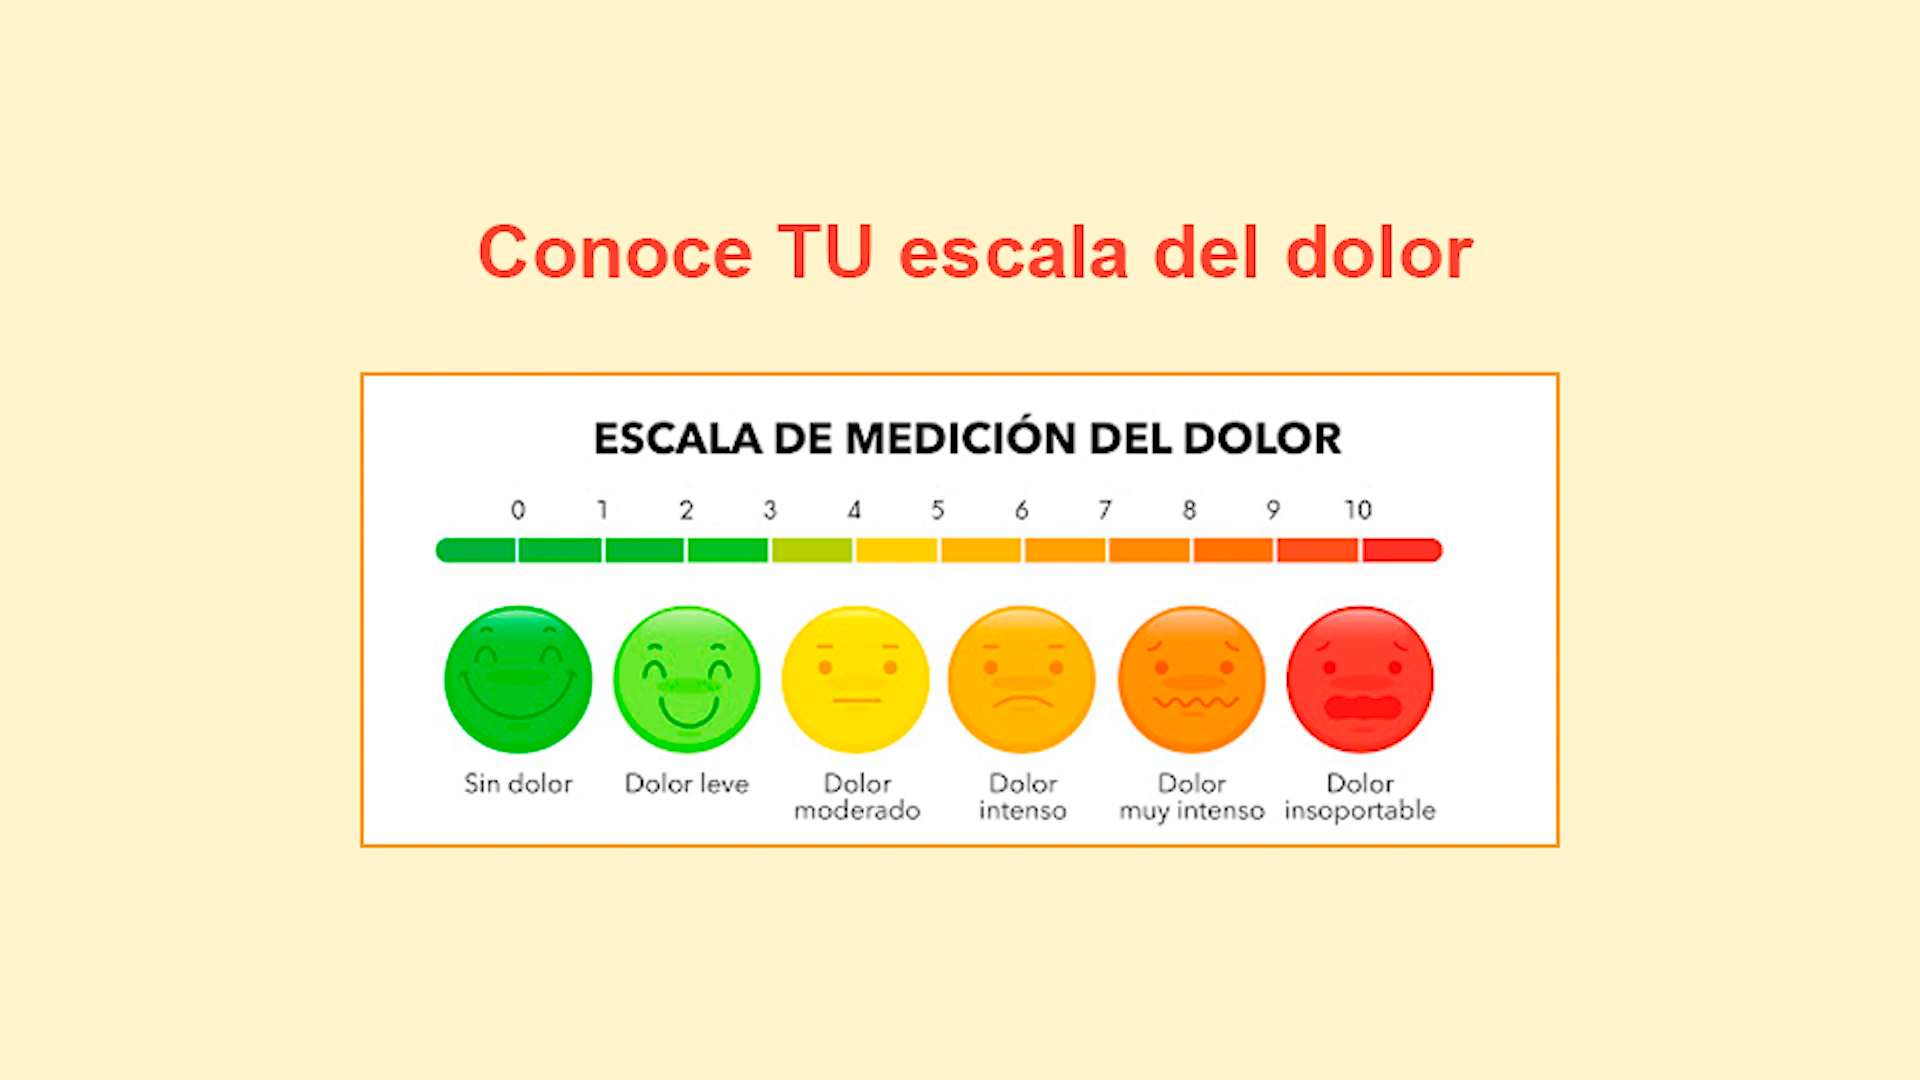 Conoce TU escala del dolor
ESCALA DE MEDICIÓN DEL DOLOR
0 1 2 3 4 5 6 7 8 9 10
Sin dolor
Dolor leve
Dolor
moderado
Dolor
intenso
Dolor
muy intenso
Dolor
insoportable